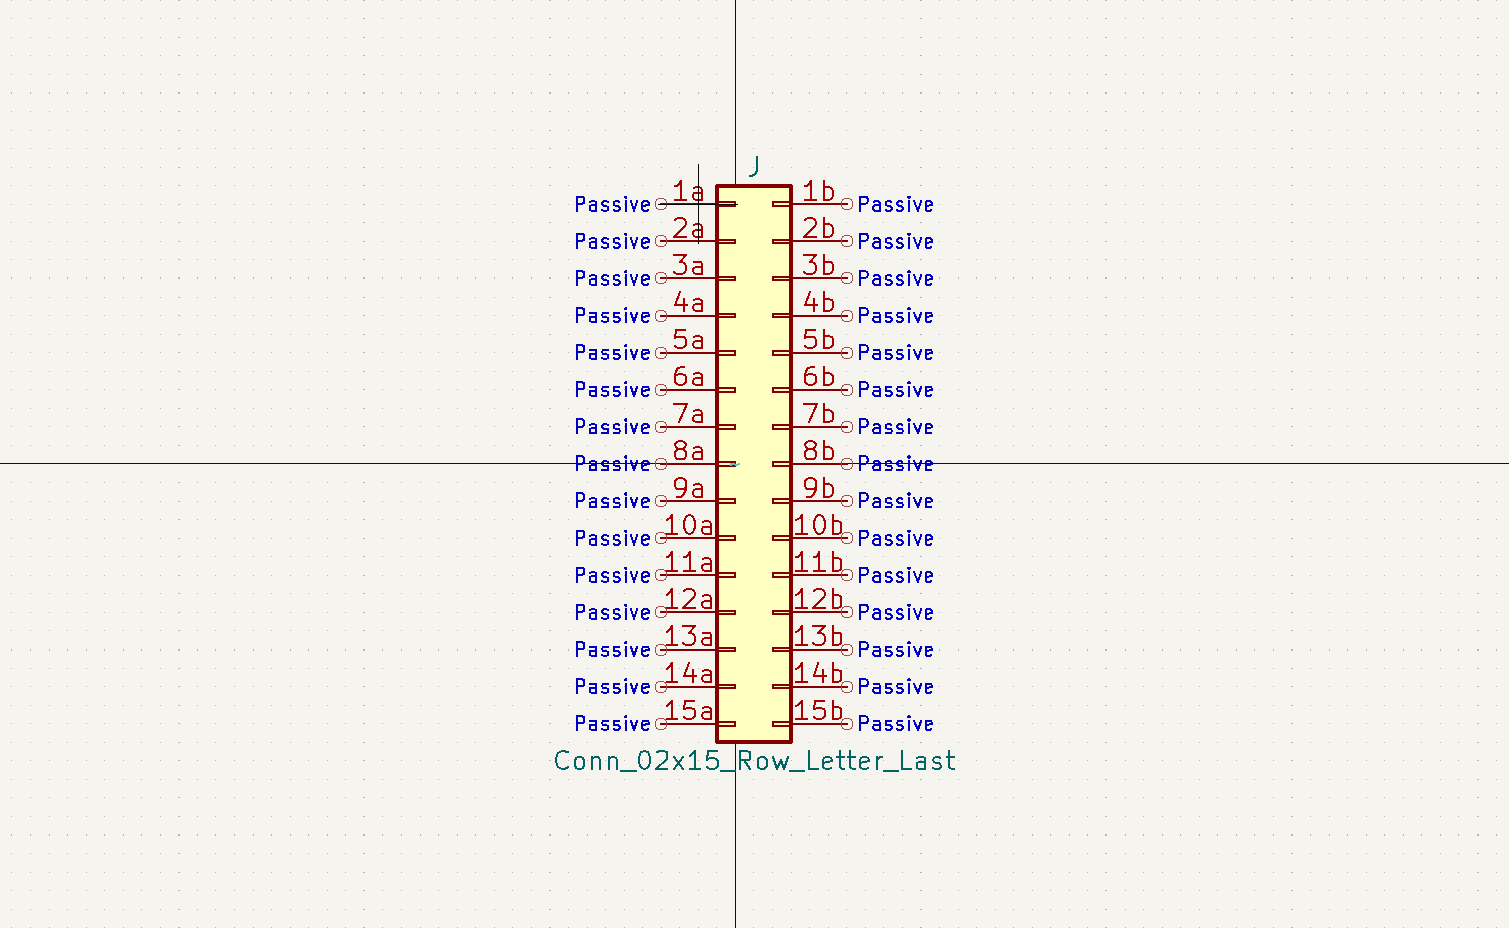 J
Passive 1a 1b Passive
Passive 2a 2b Passive
Passive 3a 3b Passive
Passive 4a 4b Passive
Passive 5a 5b Passive
Passive 6a 6b Passive
Passive 7a 7b Passive
Passive 8a 8b Passive
Passive 9a 9b Passive
Passive 10a 10b Passive
Passive 11a 11b Passive
Passive 12a 12b Passive
Passive 13a 13b Passive
Passive 14a 14b Passive
Passive 15a 15b Passive
Conn_02x15_Row_Letter_Last